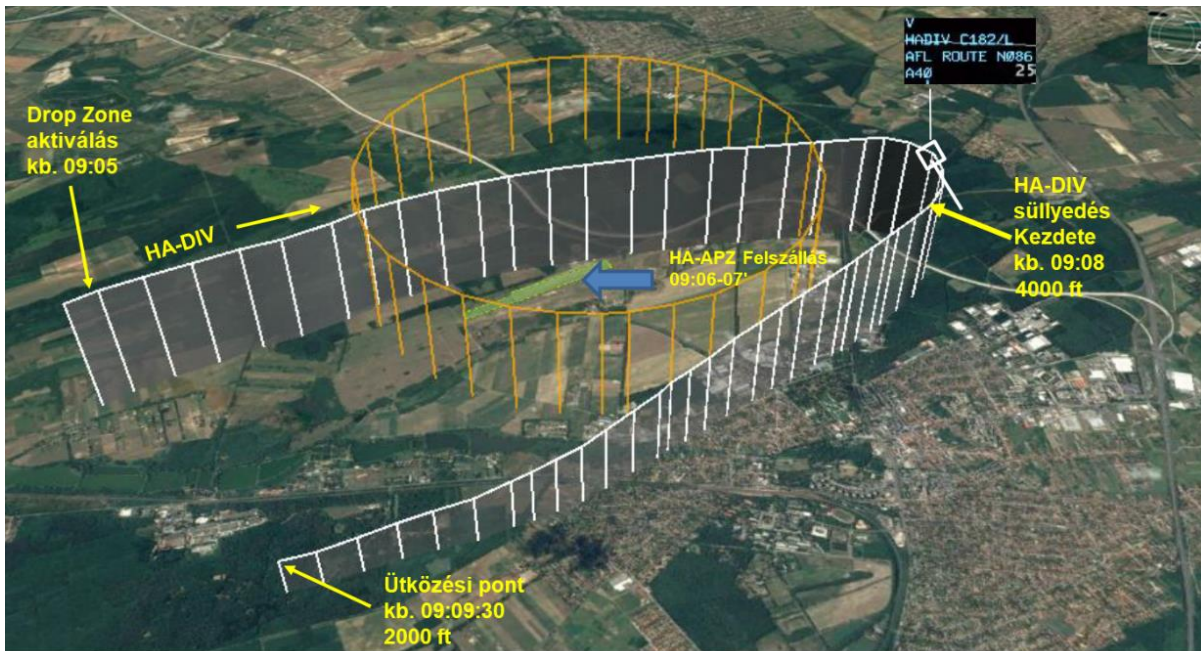 V
HADIV C182/L
AFL ROUTE N086
A40 25
Drop Zone
aktiválás
kb. 09:05
HA-DIV
HA-APZ Felszállás
09:06-07'
HA-DIV
süllyedés
Kezdete
kb. 09:08
4000 ft
Ütközési pont
kb. 09:09:30
2000 ft